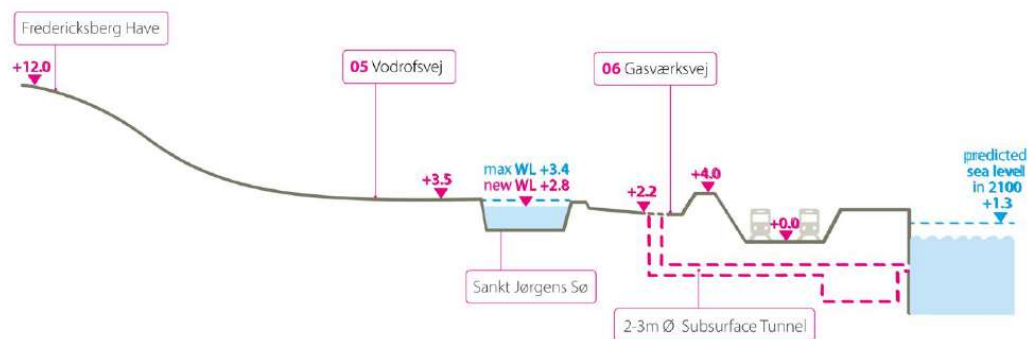 Fredericksberg Have
+12.0
05 Vodrofsvej
06 Gasværksvej
+3.5
max WL +3.4
new WL +2.8
+2.2
+4.0
+0.0
predicted
sea level
in 2100
+1.3
Sankt Jørgens Sø
2-3m Ø Subsurface Tunnel